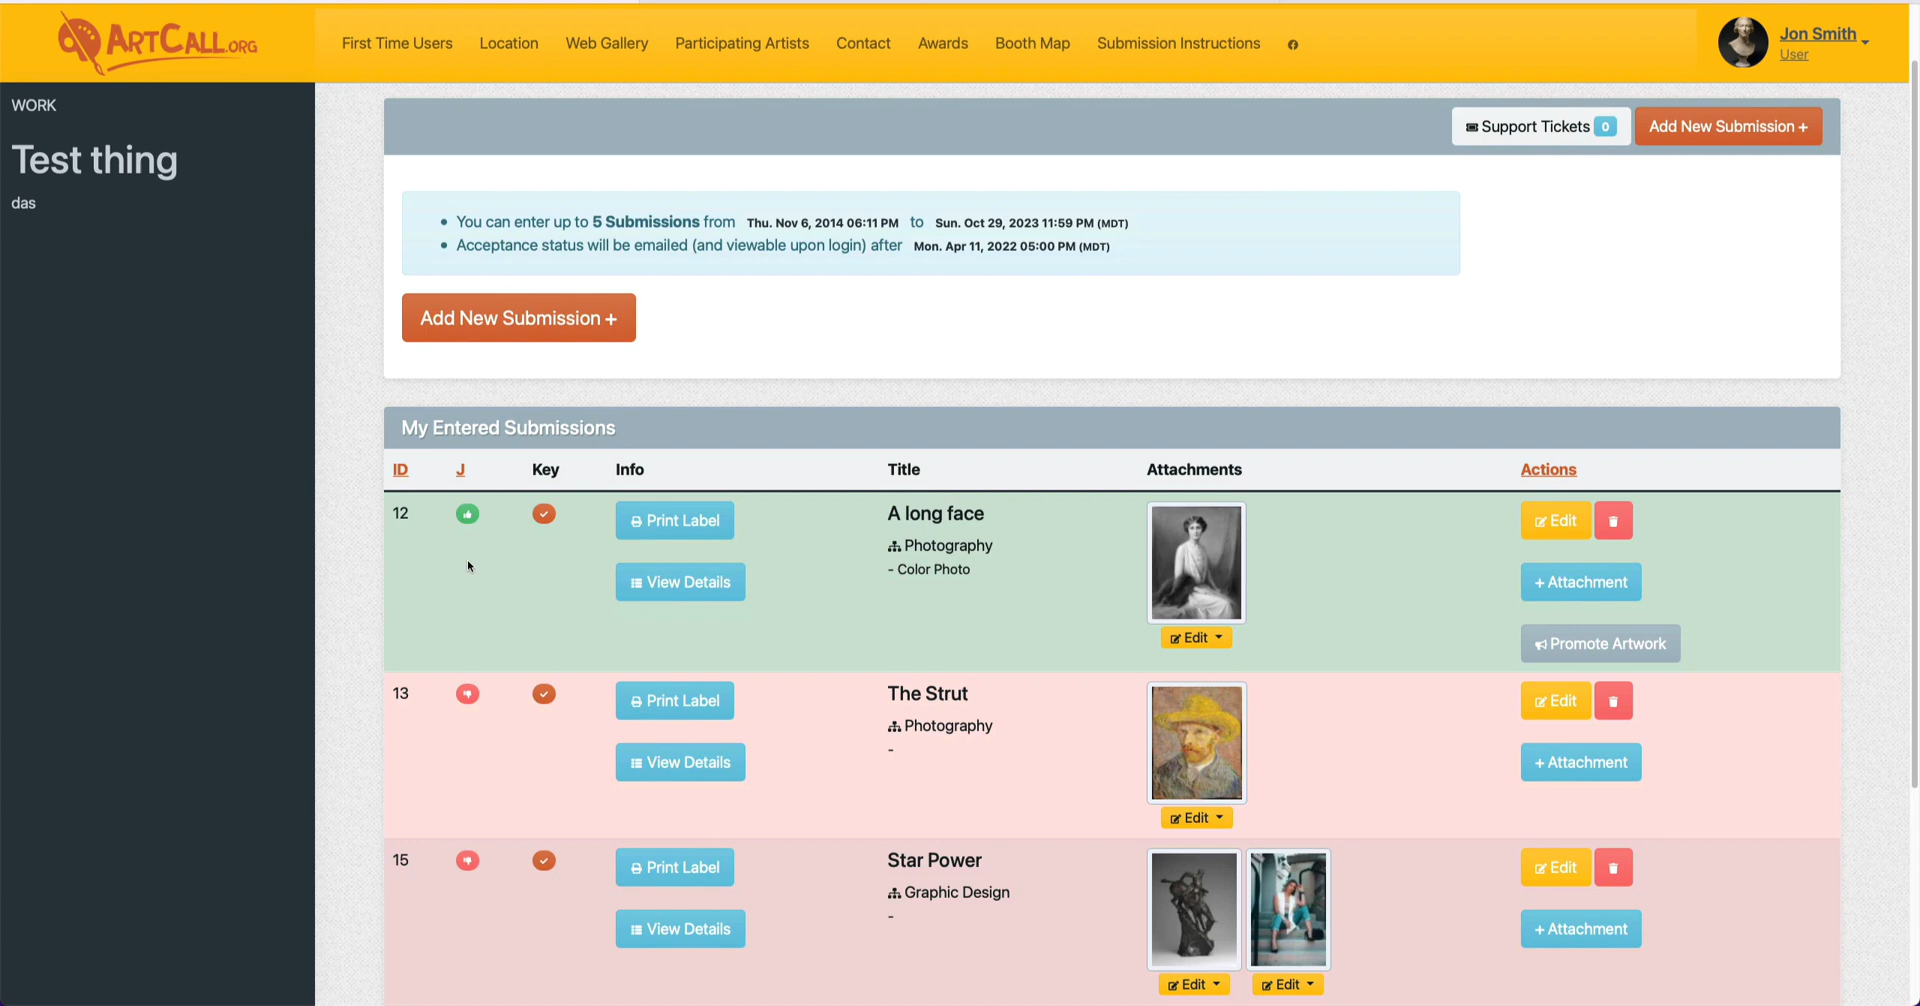 ARTCALL.ORG
First Time Users Location Web Gallery Participating Artists Contact Awards Booth Map Submission Instructions
Jon Smith
User
WORK
Test thing
das
Support Tickets 0 Add New Submission +
You can enter up to 5 Submissions from Thu. Nov 6, 2014 06:11 PM to Sun. Oct 29, 2023 11:59 PM (MDT)
Acceptance status will be emailed (and viewable upon login) after Mon. Apr 11, 2022 05:00 PM (MDT)
Add New Submission +
My Entered Submissions
ID J Key Info Title Attachments Actions
12 Print Label A long face Edit
Photography
- Color Photo
View Details + Attachment
Edit
Promote Artwork
13 Print Label The Strut Edit
Photography
-
View Details + Attachment
Edit
15 Print Label Star Power Edit
Graphic Design
-
View Details + Attachment
Edit Edit